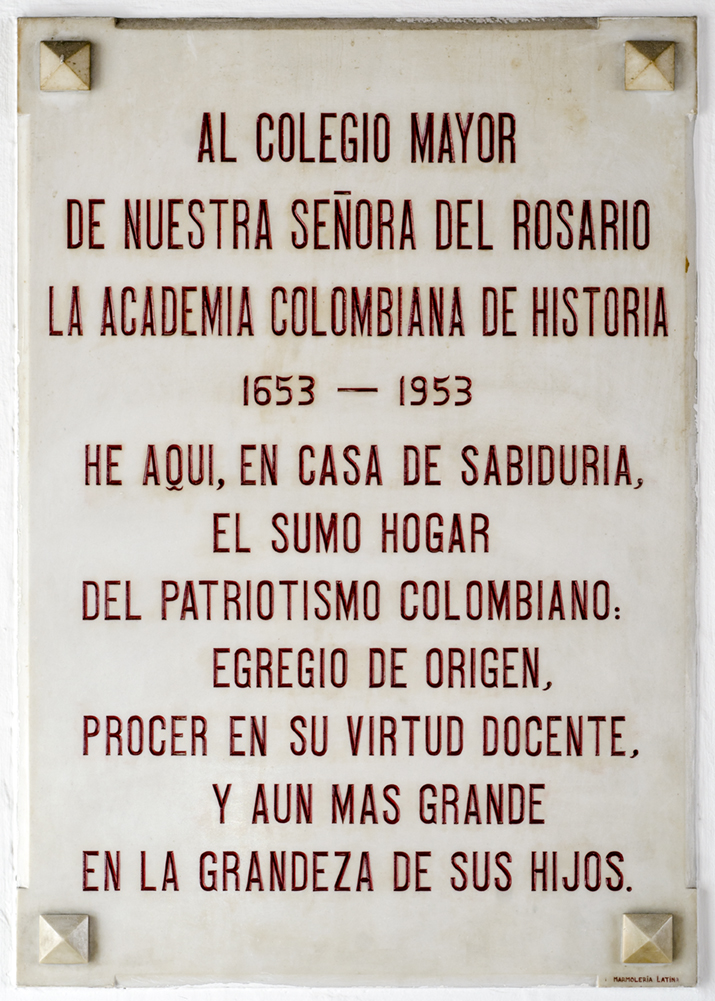 AL COLEGIO MAYOR
DE NUESTRA SEÑORA DEL ROSARIO
LA ACADEMIA COLOMBIANA DE HISTORIA
1653 — 1953
HE AQUI, EN CASA DE SABIDURIA,
EL SUMO HOGAR
DEL PATRIOTISMO COLOMBIANO:
EGREGIO DE ORIGEN,
PROCER EN SU VIRTUD DOCENTE,
Y AUN MAS GRANDE
EN LA GRANDEZA DE SUS HIJOS.
MARMOLERÍA LATINA